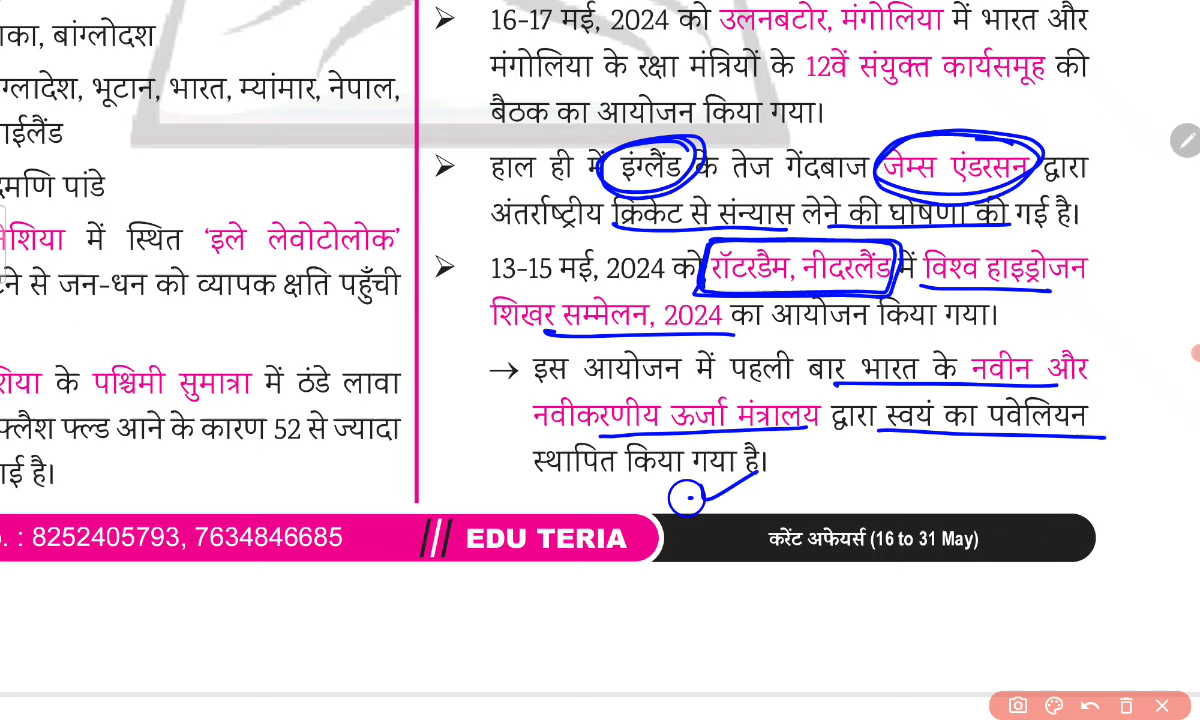 ाका, बांग्लोदश
ग्लादेश, भूटान, भारत, म्यांमार, नेपाल,
ाईलैंड
मणि पांडे
शिया में स्थित ‘इले लेवोटोलोक’
ने से जन-धन को व्यापक क्षति पहुँची
शिया के पश्चिमी सुमात्रा में ठंडे लावा
फ्लैश फ्ल्ड आने के कारण 52 से ज्यादा
ाई है।
➢ 16-17 मई, 2024 को उलनबटोर, मंगोलिया में भारत और
मंगोलिया के रक्षा मंत्रियों के 12वें संयुक्त कार्यसमूह की
बैठक का आयोजन किया गया।
➢ हाल ही में इंग्लैंड के तेज गेंदबाज जेम्स एंडरसन द्वारा
अंतर्राष्ट्रीय क्रिकेट से संन्यास लेने की घोषणा की गई है।
➢ 13-15 मई, 2024 को रॉटरडैम, नीदरलैंड में विश्व हाइड्रोजन
शिखर सम्मेलन, 2024 का आयोजन किया गया।
→ इस आयोजन में पहली बार भारत के नवीन और
नवीकरणीय ऊर्जा मंत्रालय द्वारा स्वयं का पवेलियन
स्थापित किया गया है।
. : 8252405793, 7634846685
EDU TERIA
करेंट अफेयर्स (16 to 31 May)